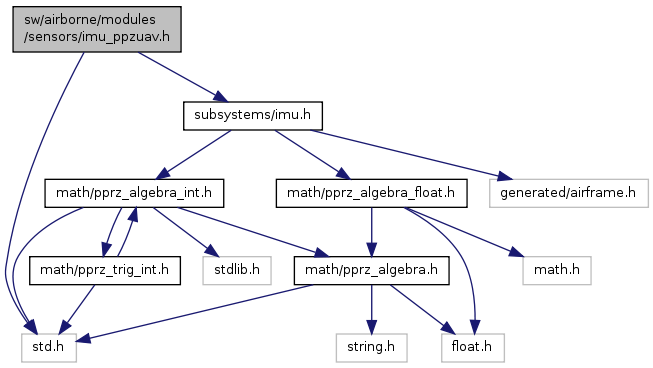 sw/airborne/modules
/sensors/imu_ppzuav.h
subsystems/imu.h
math/pprz_algebra_int.h
math/pprz_algebra_float.h
generated/airframe.h
math/pprz_trig_int.h
stdlib.h
math/pprz_algebra.h
math.h
std.h
string.h
float.h